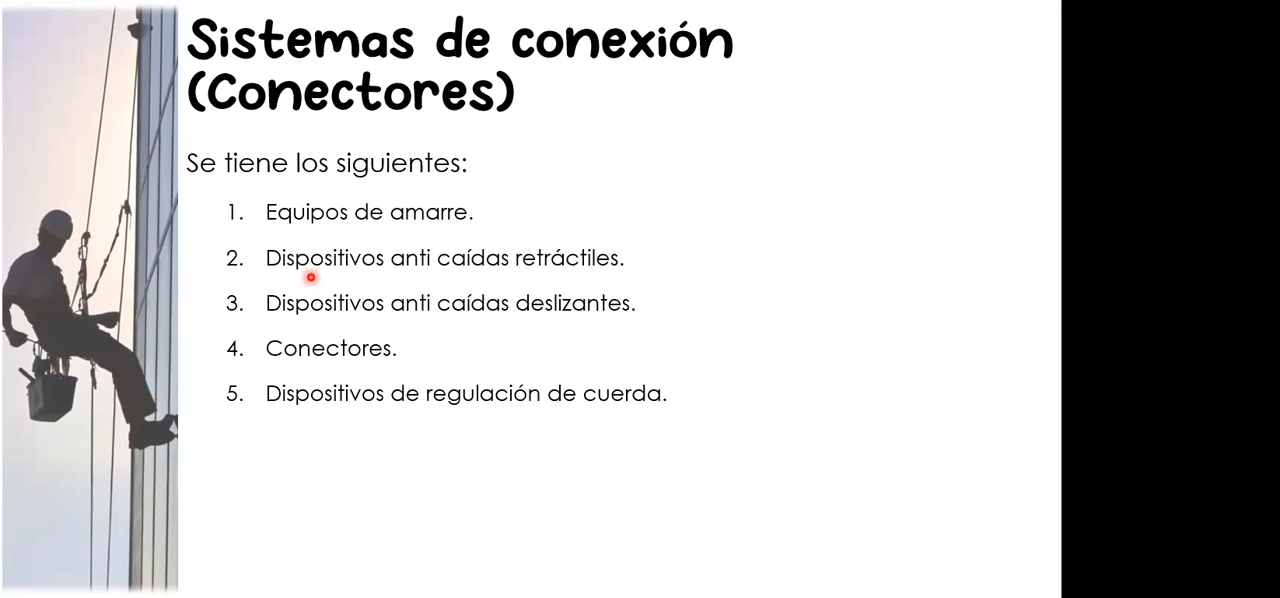 Sistemas de conexión
(Conectores)
Se tiene los siguientes:
1. Equipos de amarre.
2. Dispositivos anti caídas retráctiles.
3. Dispositivos anti caídas deslizantes.
4. Conectores.
5. Dispositivos de regulación de cuerda.